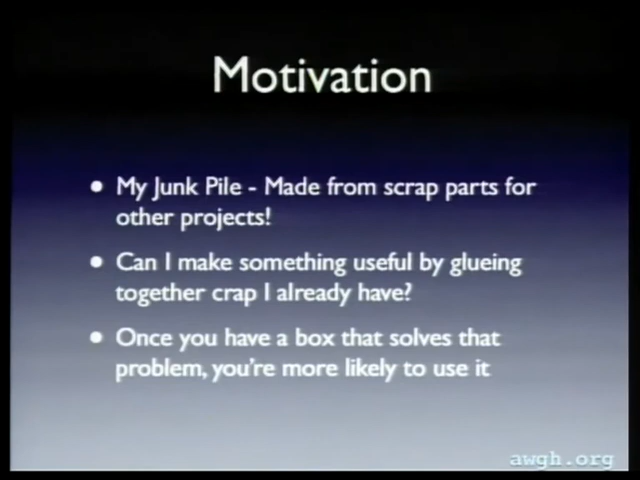 Motivation
• My Junk Pile - Made from scrap parts for
other projects!
• Can I make something useful by glueing
together crap I already have?
• Once you have a box that solves that
problem, you're more likely to use it
awgh.org